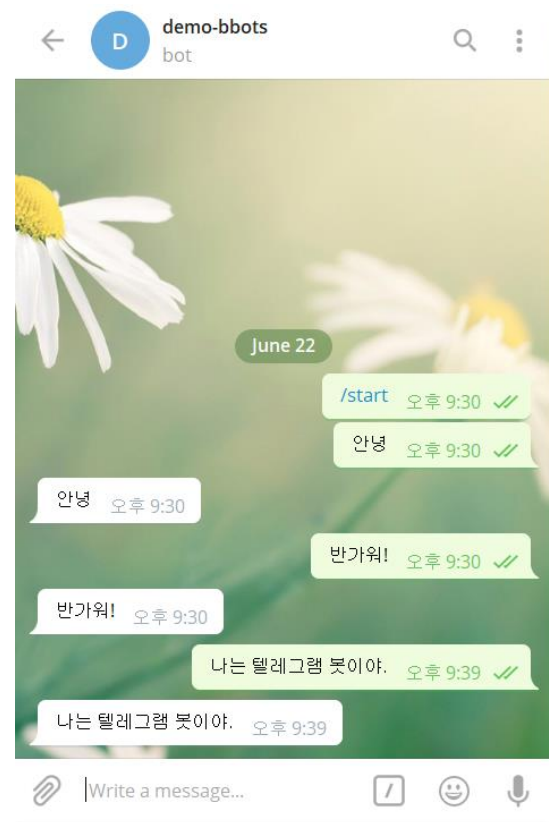 D
demo-bbots
bot
June 22
/start 오후 9:30
안녕 오후 9:30
안녕 오후 9:30
반가워! 오후 9:30
반가워! 오후 9:30
나는 텔레그램 봇이야. 오후 9:39
나는 텔레그램 봇이야. 오후 9:39
Write a message...
/